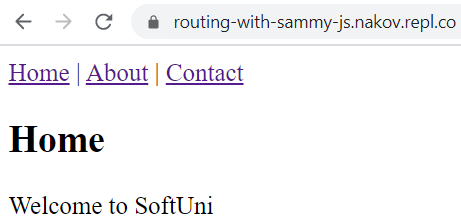 routing-with-sammy-js.nakov.repl.co
Home | About | Contact
Home
Welcome to SoftUni